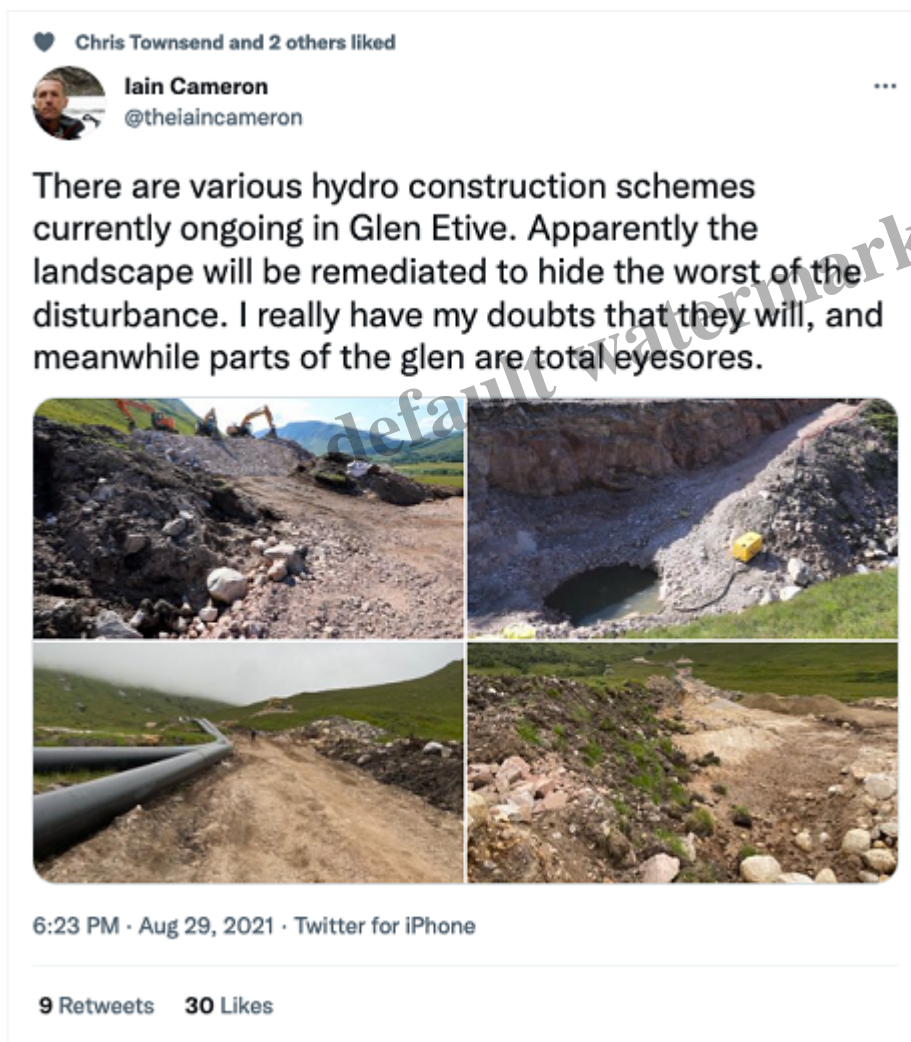 Chris Townsend and 2 others liked
Iain Cameron
@theiaincameron
There are various hydro construction schemes
currently ongoing in Glen Etive. Apparently the
landscape will be remediated to hide the worst of the
disturbance. I really have my doubts that they will, and
meanwhile parts of the glen are total eyesores.
default watermark
6:23 PM · Aug 29, 2021 · Twitter for iPhone
9 Retweets 30 Likes